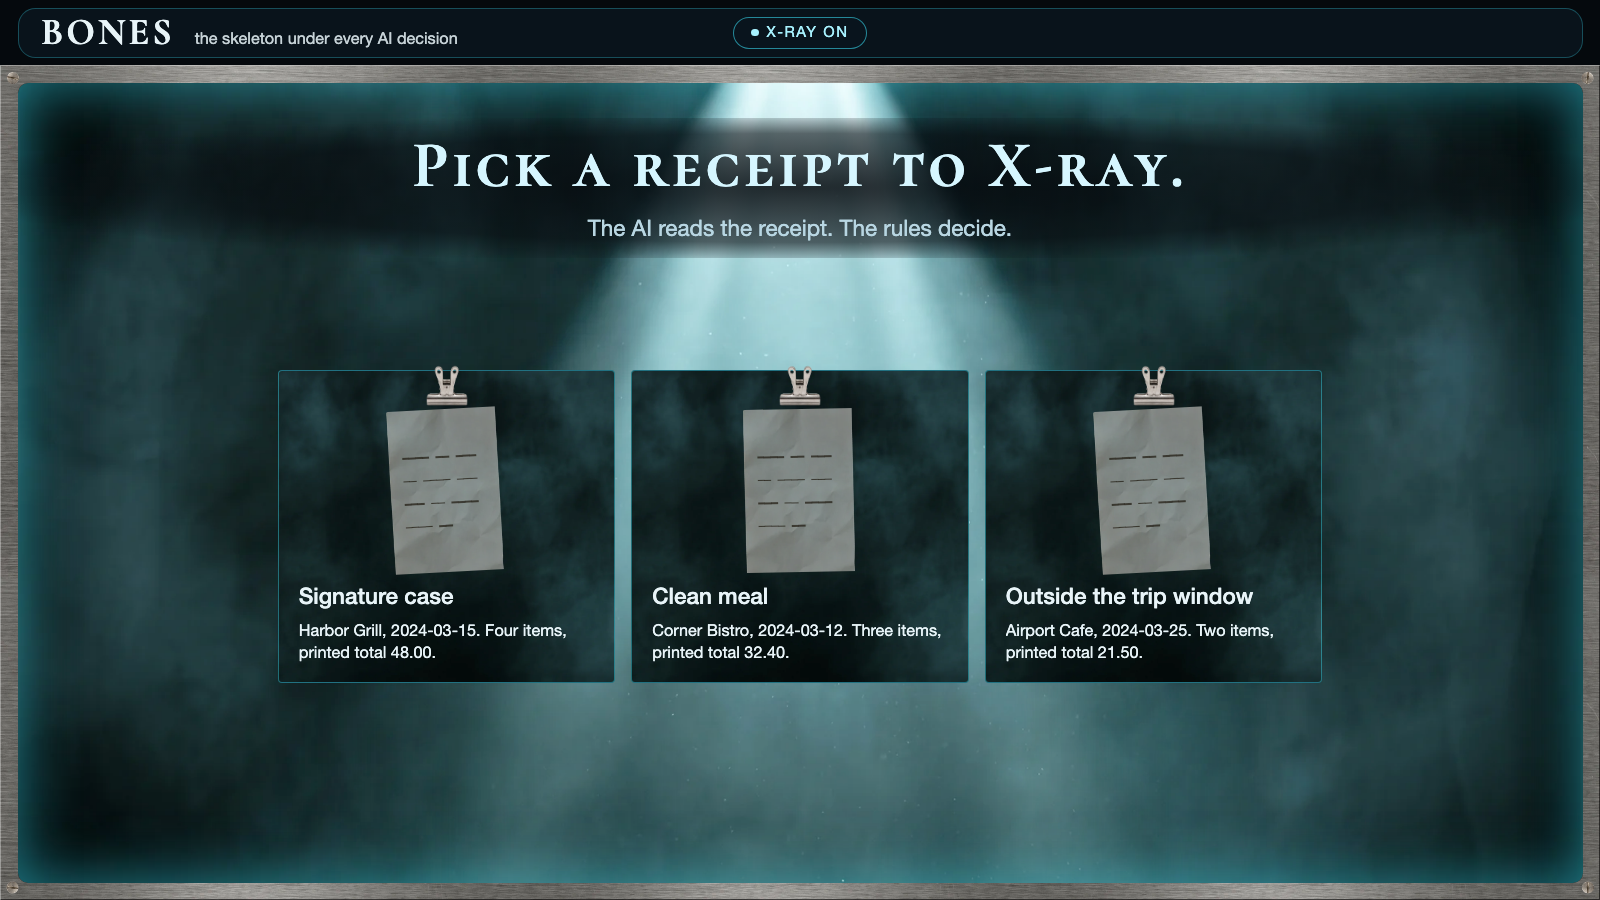 BONES
the skeleton under every AI decision
X-RAY ON
Pick a receipt to X-ray.
The AI reads the receipt. The rules decide.
Signature case
Harbor Grill, 2024-03-15. Four items,
printed total 48.00.
Clean meal
Corner Bistro, 2024-03-12. Three items,
printed total 32.40.
Outside the trip window
Airport Cafe, 2024-03-25. Two items,
printed total 21.50.